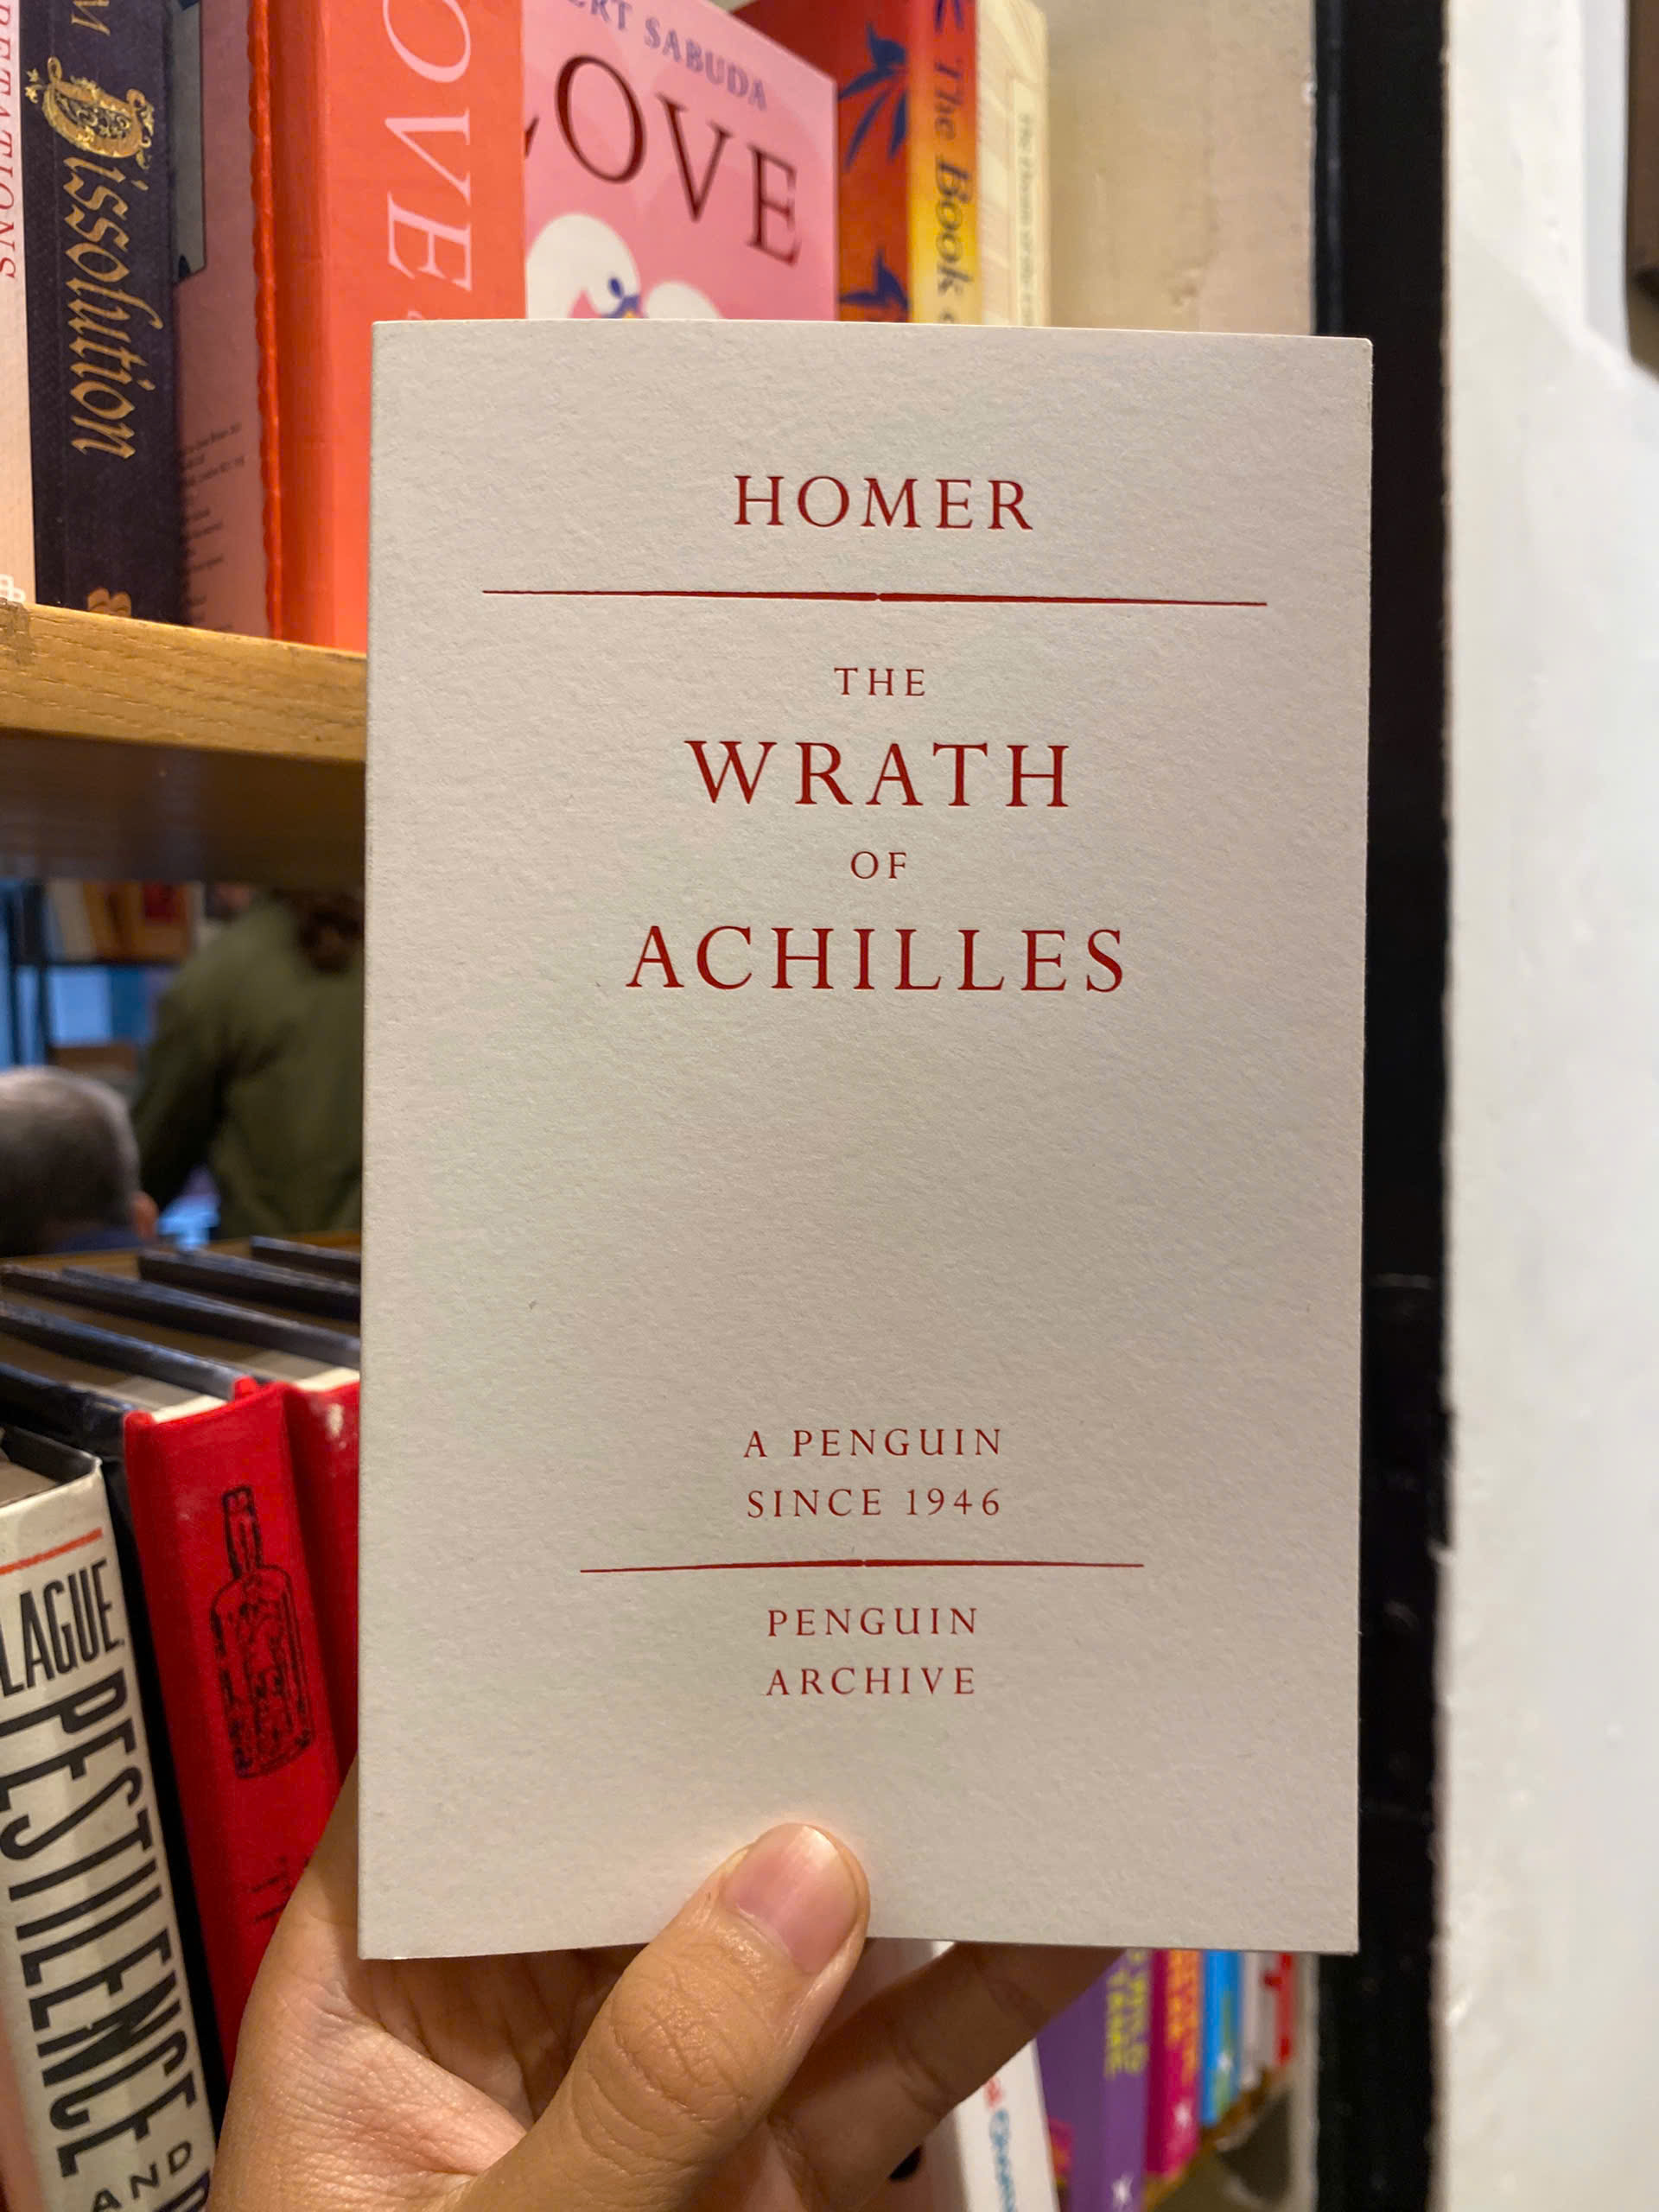 Dissolution
OVE
ERT SABUDA
LOVE
The Book
HOMER
THE
WRATH
OF
ACHILLES
A PENGUIN
SINCE 1946
PENGUIN
ARCHIVE
LAGUE,
PESTILENCE
AND